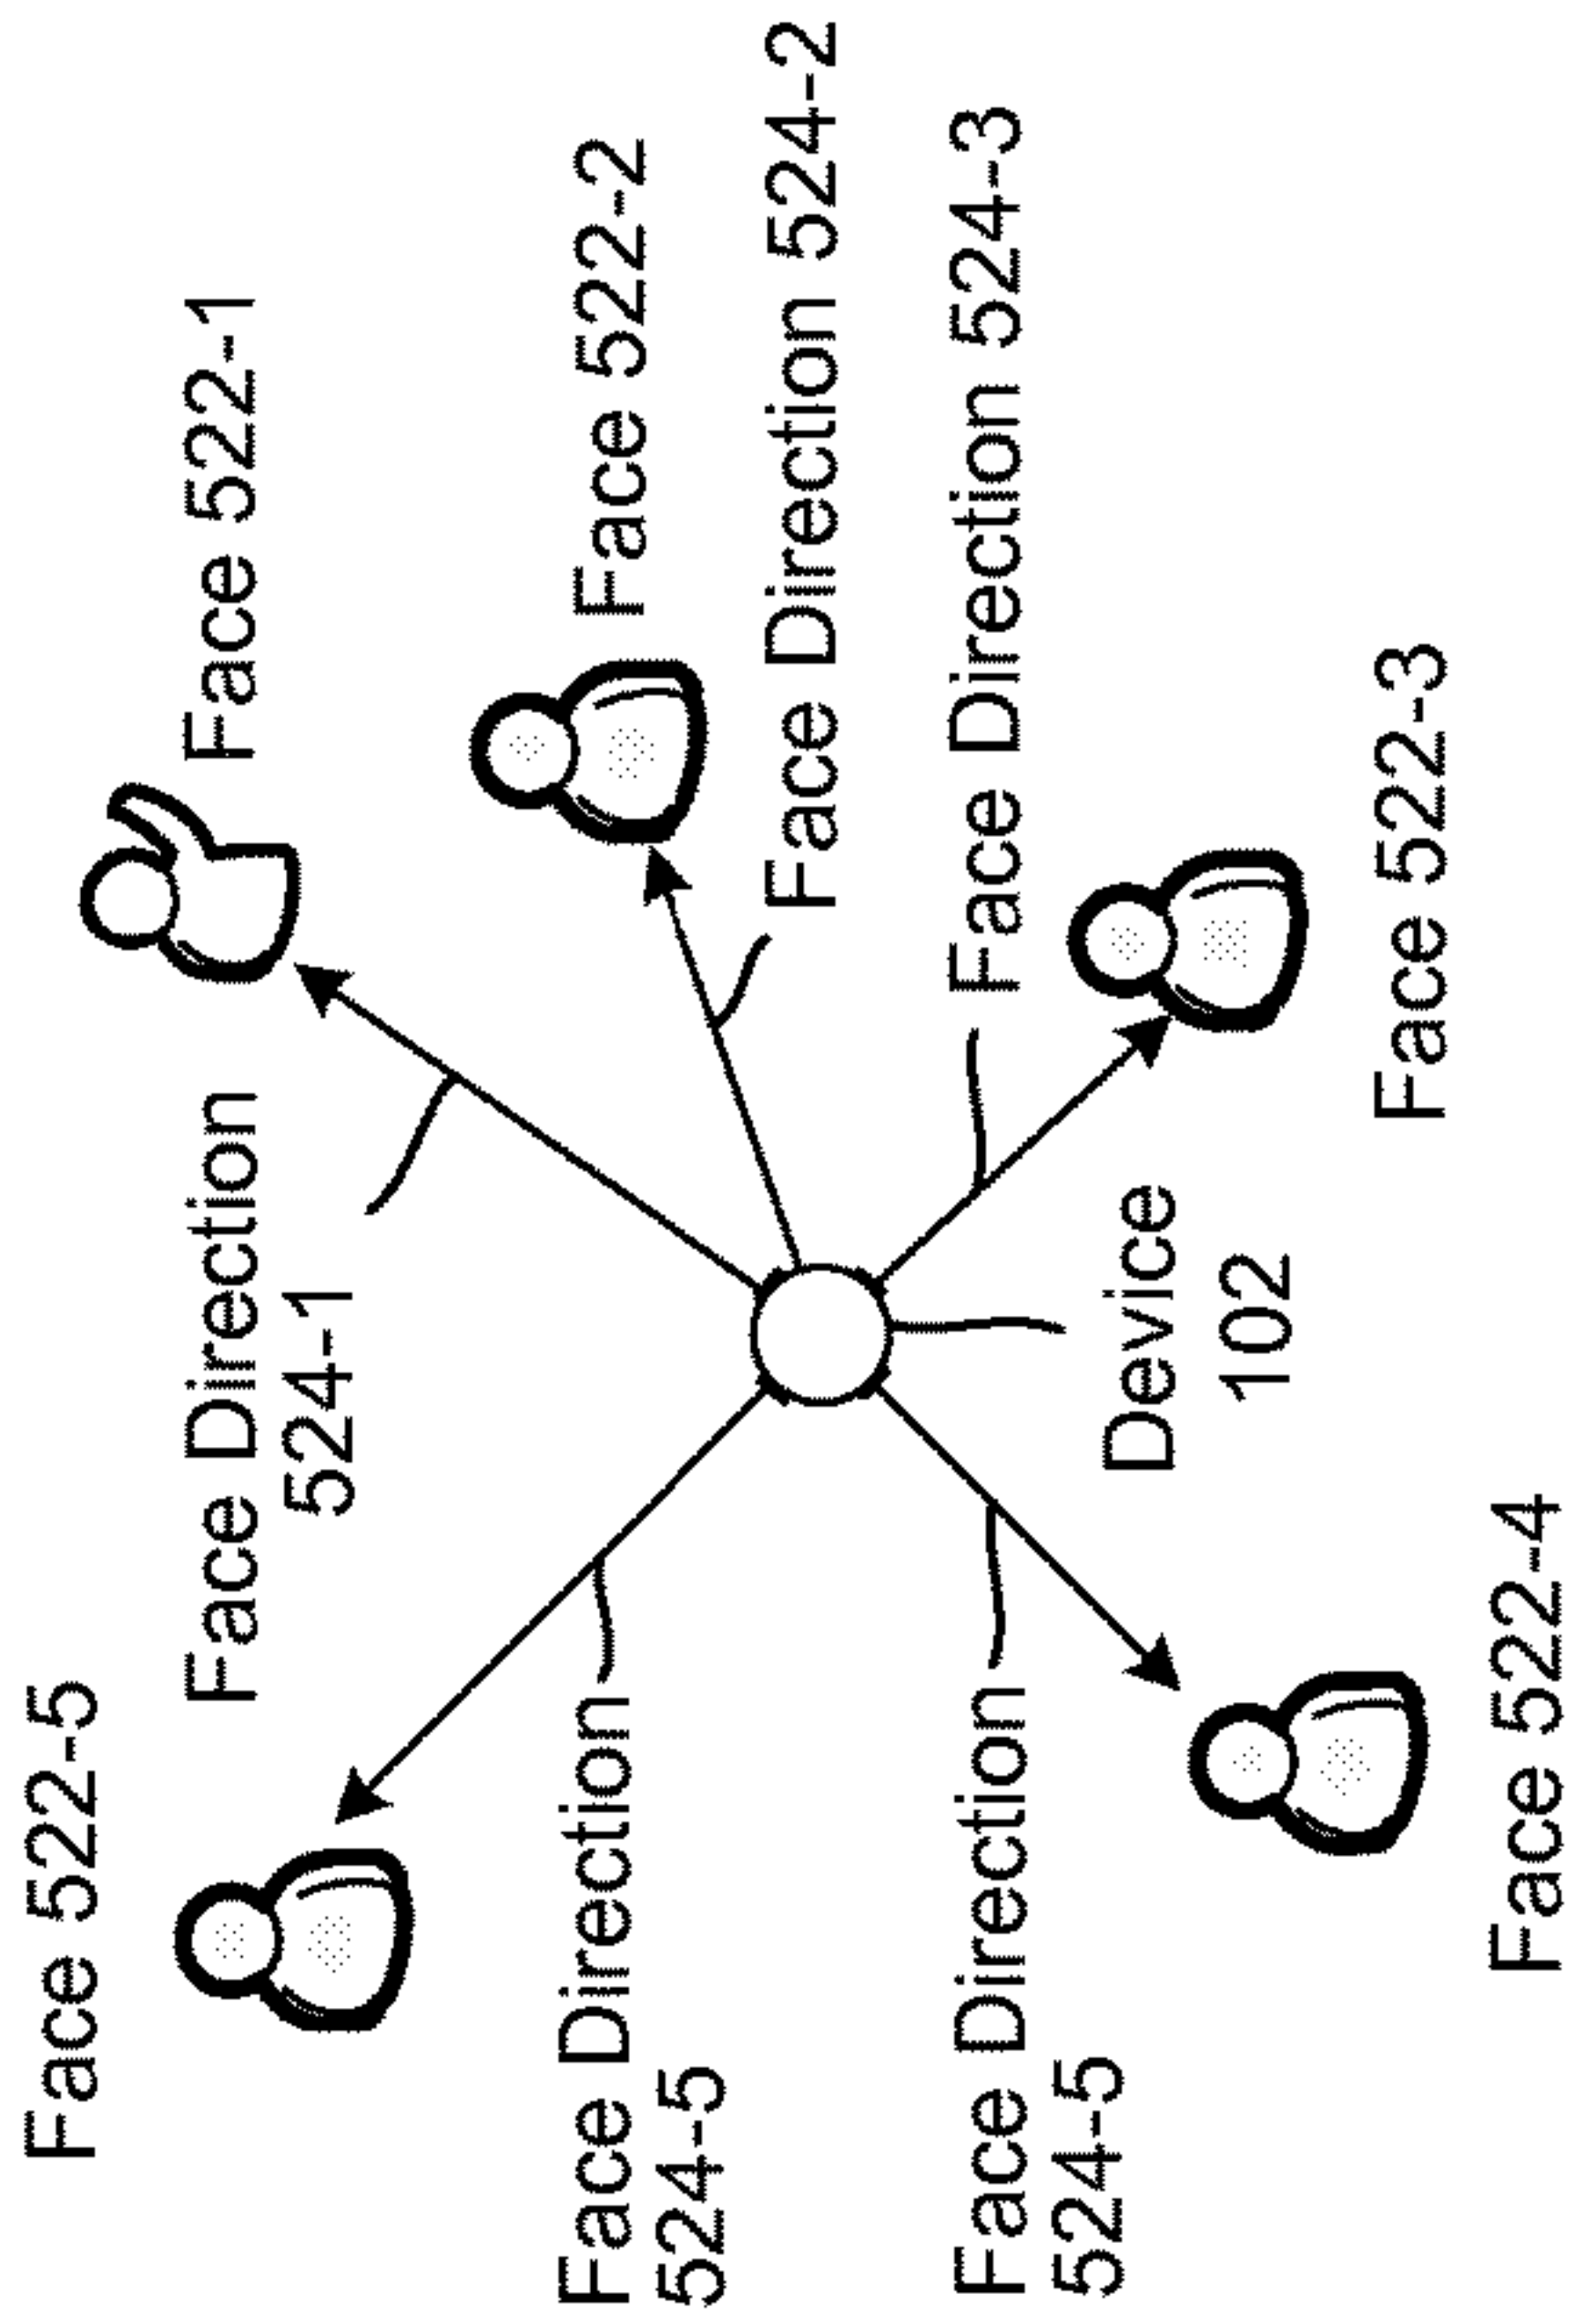 Face 522-5
Face Direction
524-1
Face 522-1
Face 522-2
Face Direction 524-2
Face Direction
524-5
Face Direction 524-3
Face Direction
524-5
Device
102
Face 522-3
Face 522-4